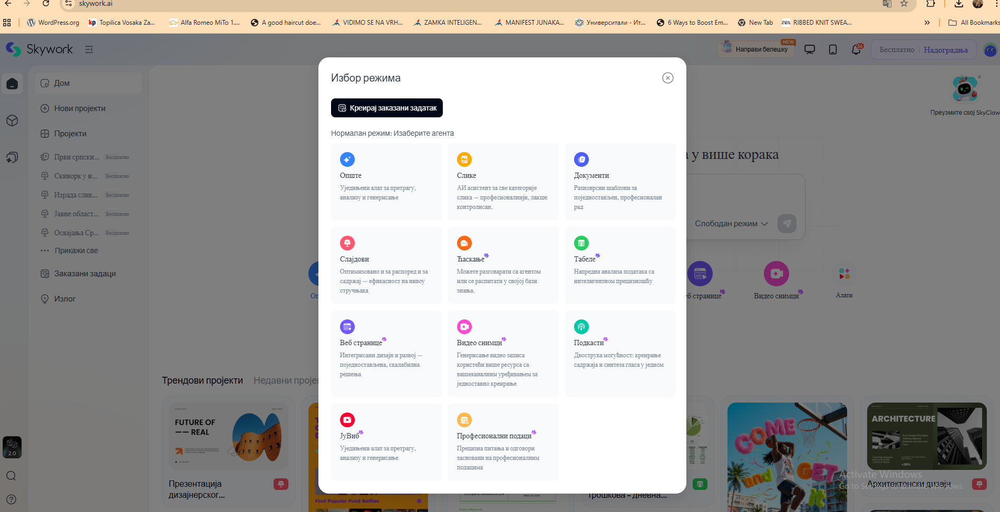 skywork.ai
WordPress.org
Topilica Vosaka Za...
Alfa Romeo MiTo 1....
A good haircut doe...
VIDIMO SE NA VRH...
ZAMKA INTELIGEN...
MANIFEST JUNAKA...
Университали - Ит...
6 Ways to Boost Em...
New Tab
ZARA
RIBBED KNIT SWEA...
All Bookmarks
Skywork
Направи белешку
NEW
36
Бесплатно
Надоградња
Дом
Нови пројекти
Пројекти
Први српски...
Бесплатно
Скиворк у н...
Бесплатно
Израда слик...
Бесплатно
Јавне област...
Бесплатно
Освајања Ср...
Бесплатно
Прикажи све
Заказани задаци
Излог
2.0
Избор режима
Креирај заказани задатак
Нормалан режим: Изаберите агента
Опште
Уједињени алат за претрагу,
анализу и генерисање
Слике
АИ асистент за све категорије
слика — професионалнији, лакше
контролисан.
Документи
Разноврсни шаблони за
поједностављен, професионалан
рад
Слајдови
Оптимизовано и за распоред и за
садржај — ефикасност на нивоу
стручњака
Ћаскање
Можете разговарати са агентом
или се распитати у својој бази
знања.
Табеле
Напредна анализа података са
интелигентном прецизношћу
Веб странице
Интегрисани дизајн и развој —
поједностављена, скалабилна
решења
Видео снимци
Генерисање видео записа
користећи више ресурса са
вишеканалним уређивањем за
једноставно креирање
Подкасти
Двострука могућност: креирање
садржаја и синтеза гласа у једном
ЈуВиб
Уједињени алат за претрагу,
анализу и генерисање
Професионални подаци
Прецизна питања и одговори
засновани на професионалним
подацима
Преузмите свој SkyClaw
а у више корака
Слободан режим
Оп
еб странице
Видео снимци
Алати
Трендови пројекти
Недавни проје
FUTURE OF
—— REAL
Презентација
дизајнерског...
Find Popular Food Selfies
трошкова - дневна...
COME
and
GET
IT
ARCHITECTURE
+20%
Архитектонски дизајн
Activate Windows
Go to Settings to activate Windows.